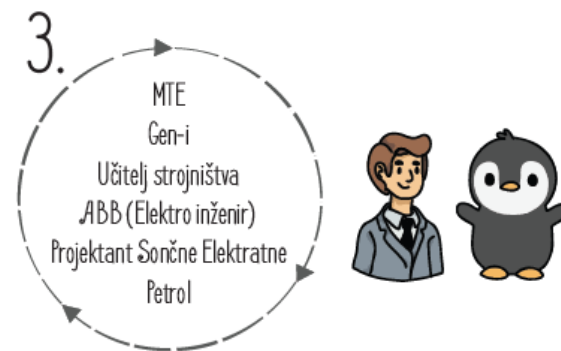 3.
MTE
Gen-i
Učitelj strojništva
ABB (Elektro inženir)
Projektant Sončne Elektratne
Petrol